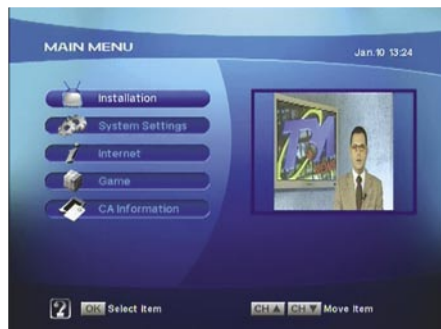 MAIN MENU
Jan.10 13:24
Installation
System Settings
Internet
Game
CA Information
OK Select Item
CH ▲ CH ▼ Move Item